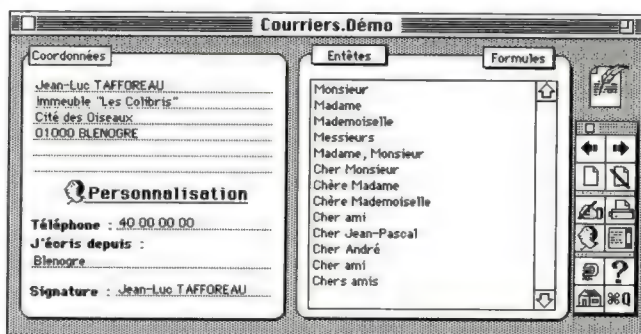 Courriers.Démo
Coordonnées
Jean-Luc TAFFOREAU
Immeuble "Les Colibris"
Cité des Oiseaux
01000 BLENOGRE
Personnalisation
Téléphone : 40 00 00 00
J'écris depuis :
Blenogre
Signature : Jean-Luc TAFFOREAU
Entêtes
Formules
Monsieur
Madame
Mademoiselle
Messieurs
Madame, Monsieur
Cher Monsieur
Chère Madame
Chère Mademoiselle
Cher ami
Cher Jean-Pascal
Cher André
Cher ami
Chers amis
?
⌘Q